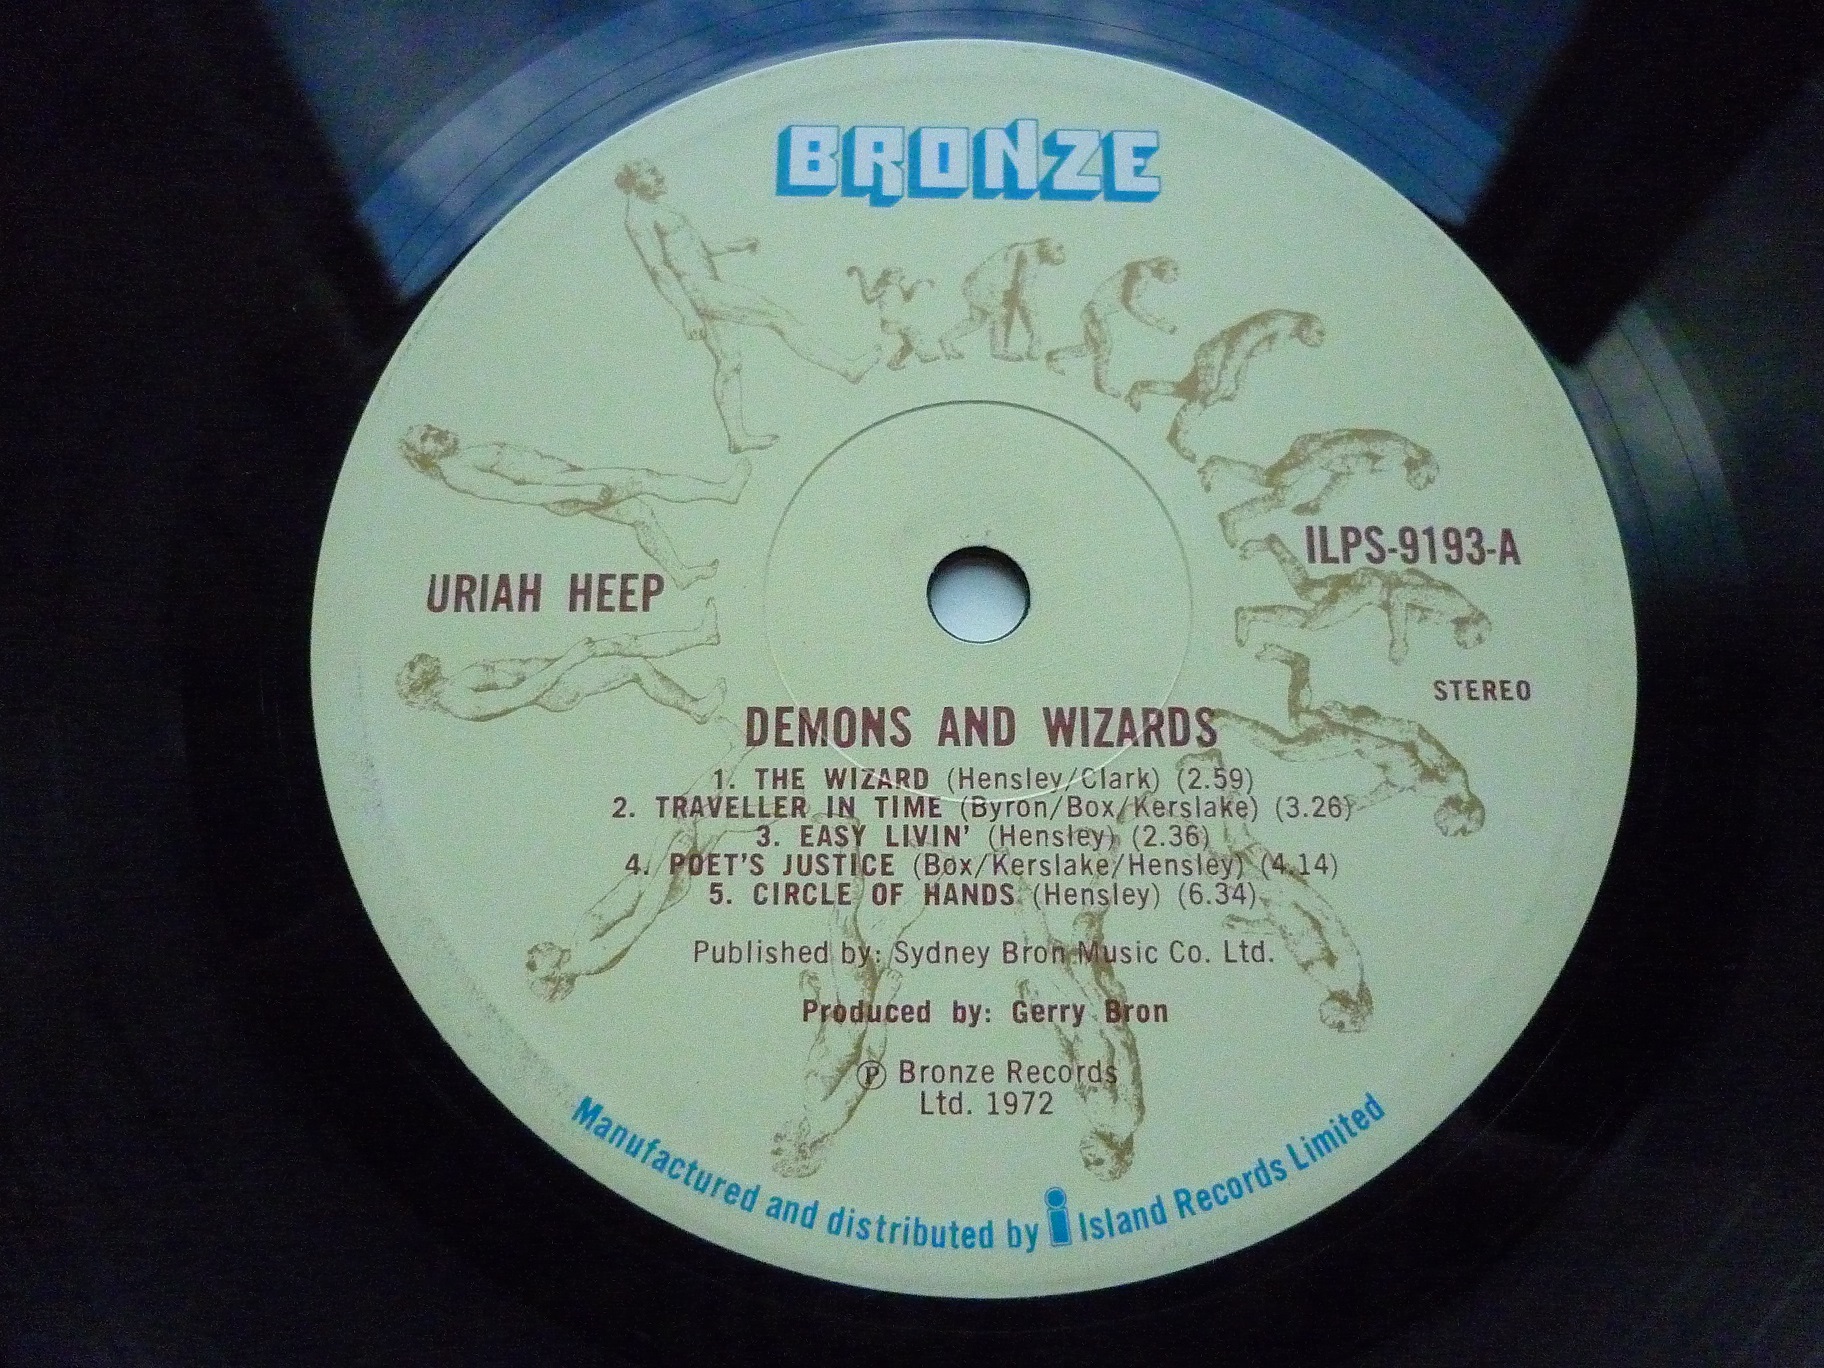 BRONZE
URIAH HEEP
ILPS-9193-A
STEREO
DEMONS AND WIZARDS
1. THE WIZARD (Hensley/Clark) (2.59)
2. TRAVELLER IN TIME (Byron/Box/Kerslake) (3.26)
3. EASY LIVIN' (Hensley) (2.36)
4. POET'S JUSTICE (Box/Kerslake/Hensley) (4.14)
5. CIRCLE OF HANDS (Hensley) (6.34)
Published by: Sydney Bron Music Co. Ltd.
Produced by: Gerry Bron
Ⓟ Bronze Records
Ltd. 1972
Manufactured and distributed by i Island Records Limited